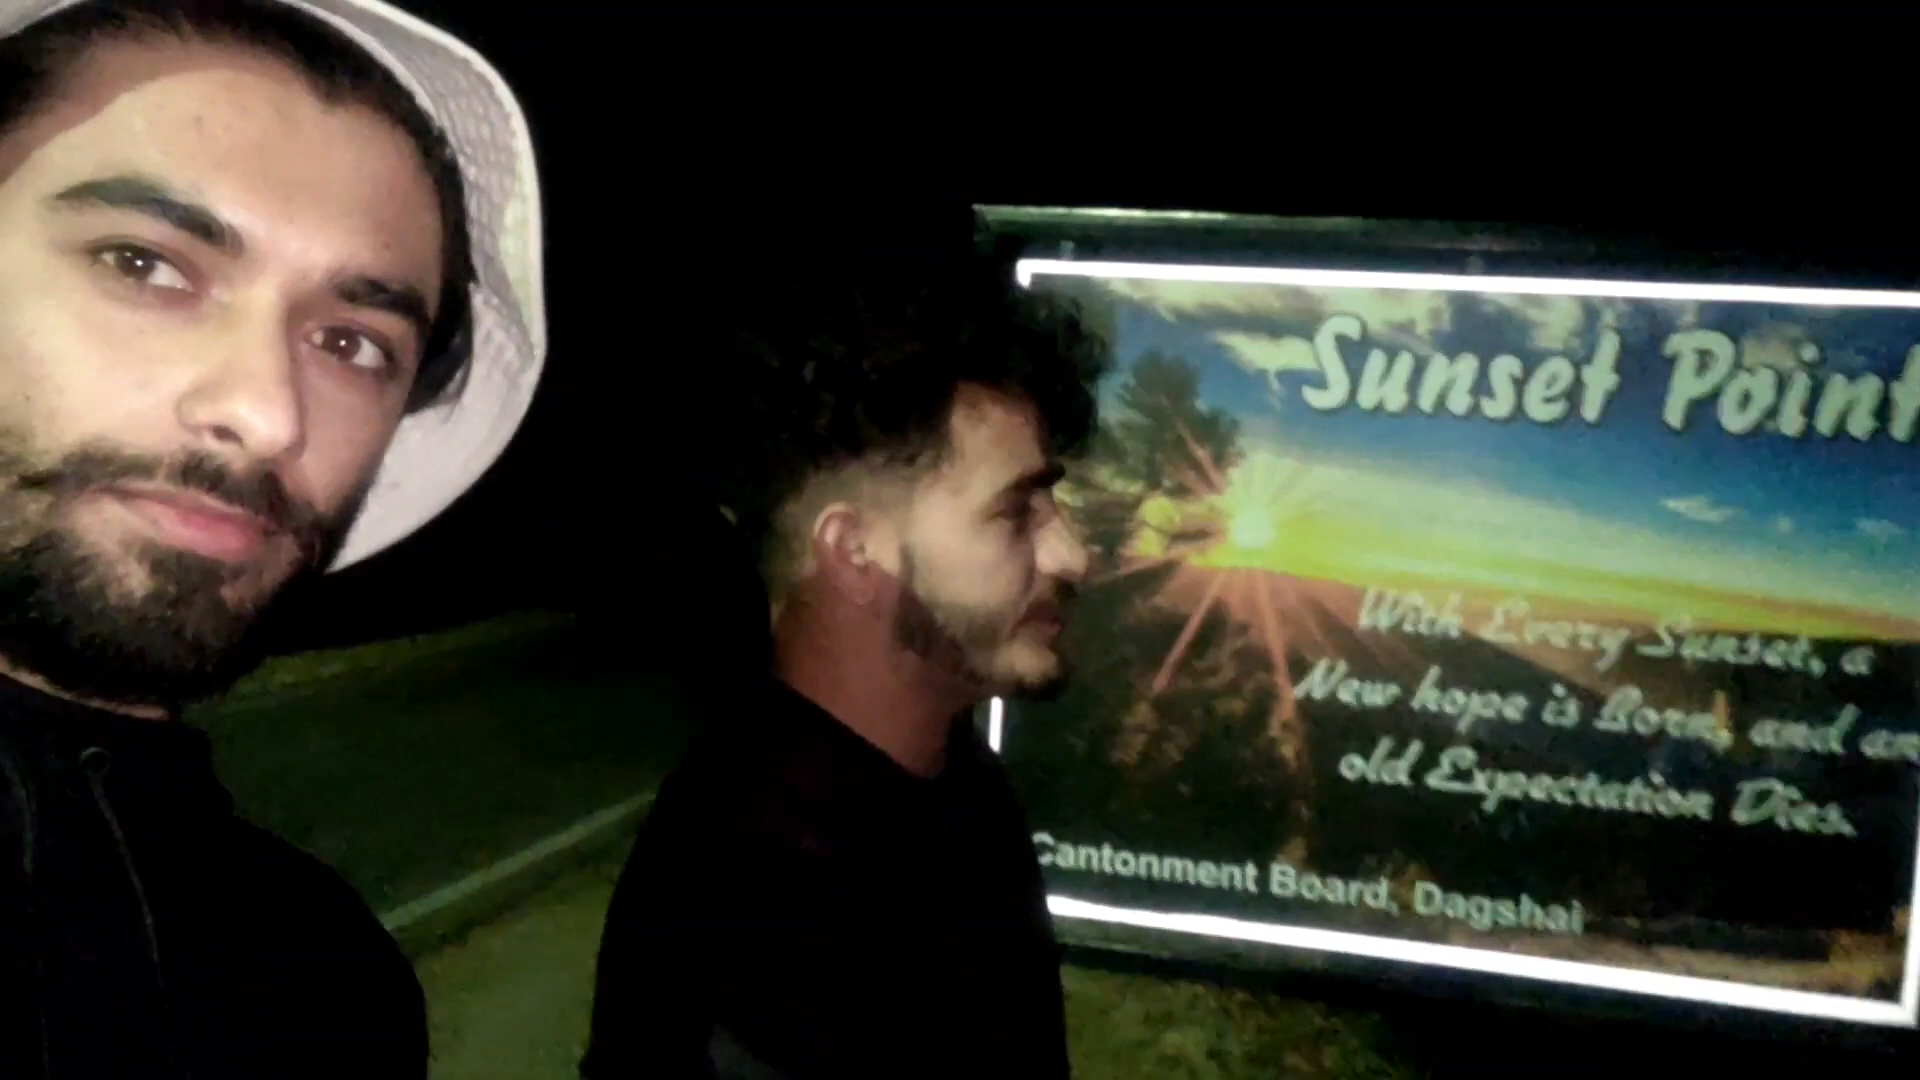 Sunset Point
With Every Sunset, a
New hope is Born, and an
old Expectation Dies.
Cantonment Board, Dagshai